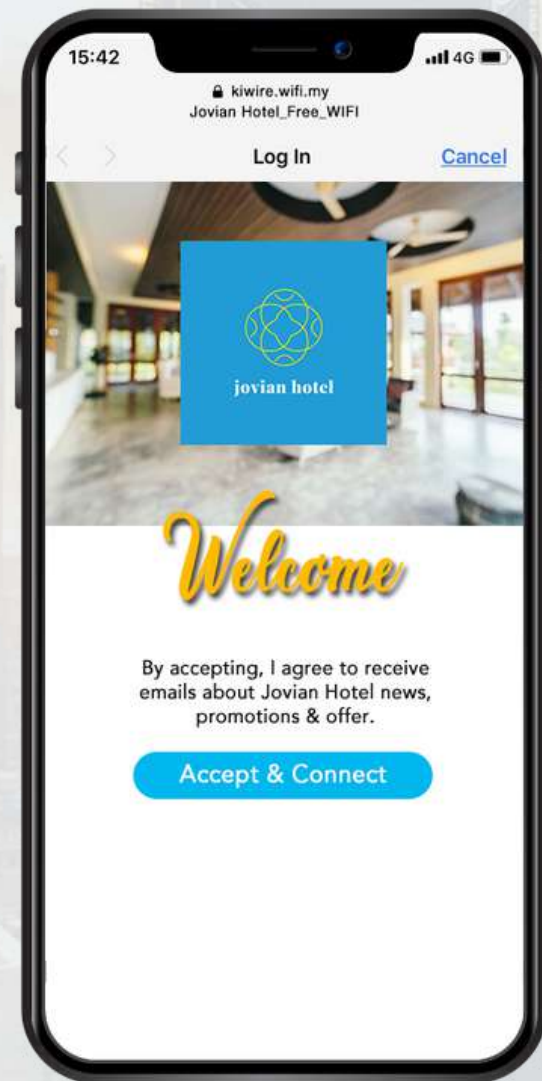 15:42
4G
kiwire.wifi.my
Jovian Hotel_Free_WIFI
Log In
Cancel
jovian hotel
Welcome
By accepting, I agree to receive
emails about Jovian Hotel news,
promotions & offer.
Accept & Connect